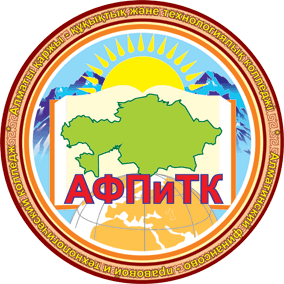 Алматы қаржы - құқықтық және технологиялық колледжі
АФПиТК
Алматинский финансово - правовой и технологический колледж